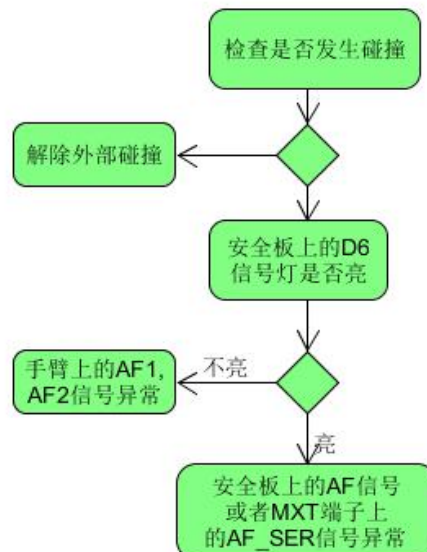 检查是否发生碰撞
解除外部碰撞
安全板上的D6
信号灯是否亮
不亮
手臂上的AF1,
AF2信号异常
亮
安全板上的AF信号
或者MXT端子上
的AF_SER信号异常